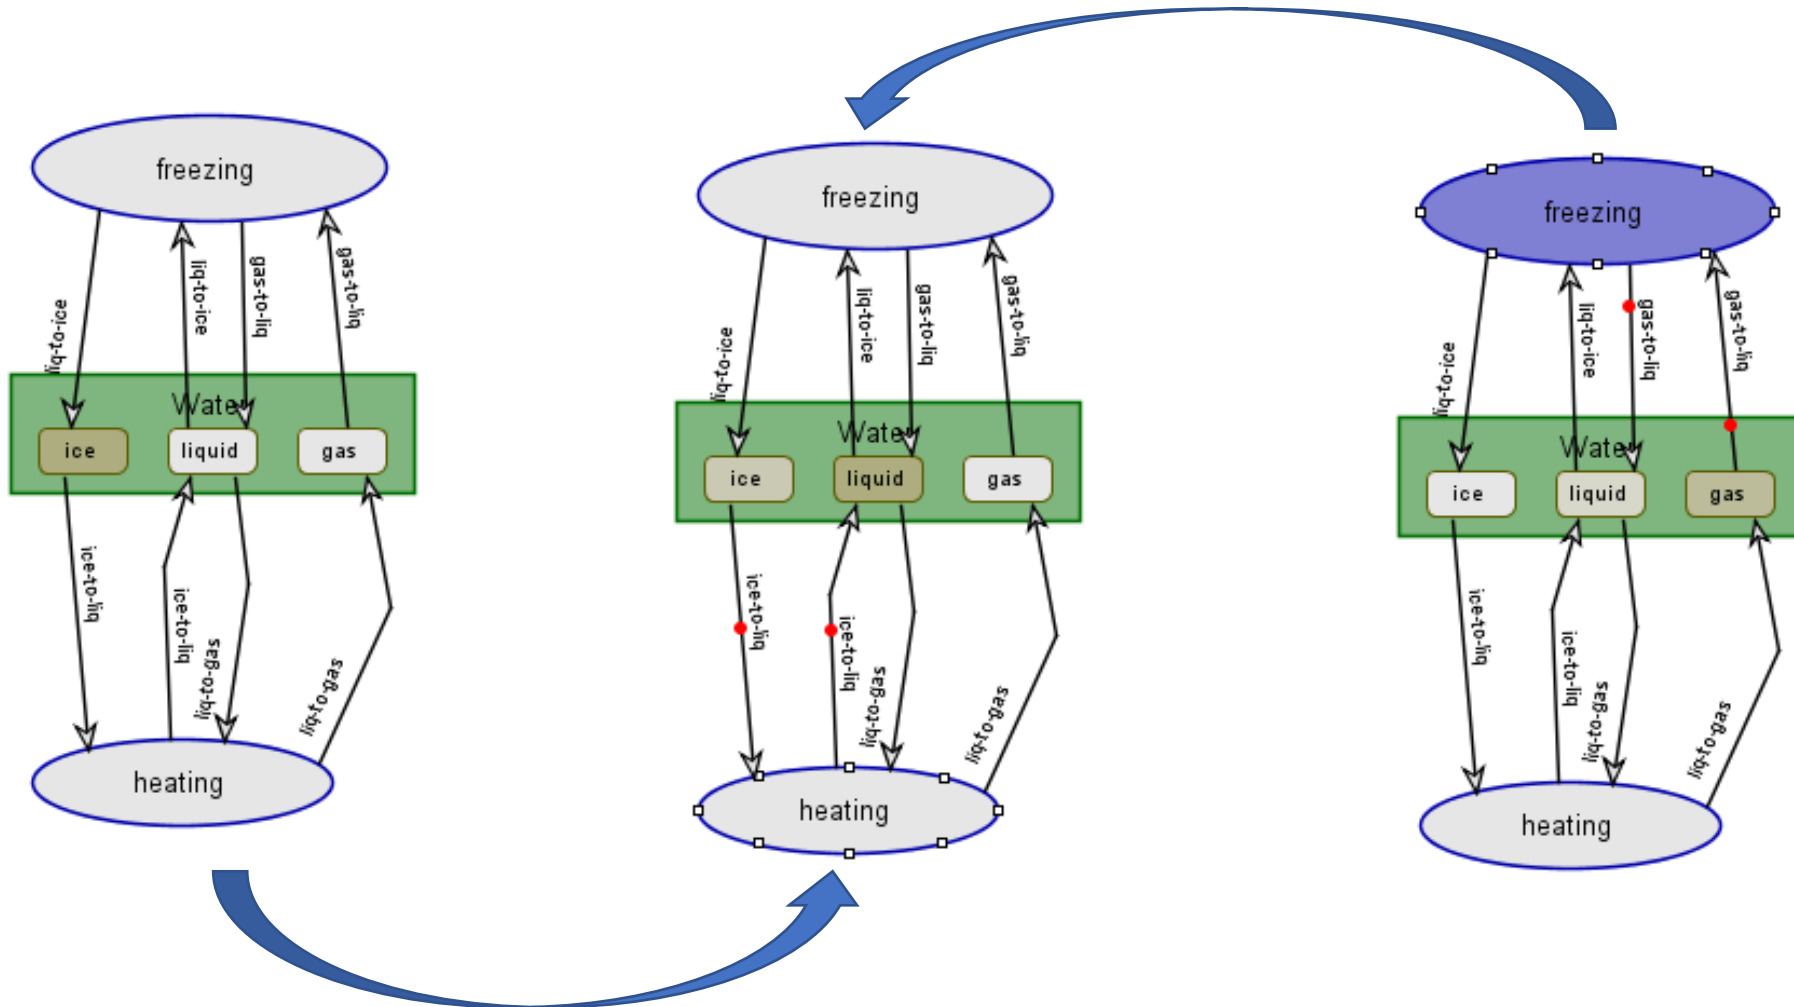 freezing
liq-to-ice
liq-to-ice
gas-to-liq
gas-to-liq
Water
ice
liquid
gas
ice-to-liq
ice-to-liq
liq-to-gas
liq-to-gas
heating
freezing
liq-to-ice
liq-to-ice
gas-to-liq
gas-to-liq
Water
ice
liquid
gas
ice-to-liq
ice-to-liq
liq-to-gas
liq-to-gas
heating
freezing
liq-to-ice
liq-to-ice
gas-to-liq
gas-to-liq
Water
ice
liquid
gas
ice-to-liq
ice-to-liq
liq-to-gas
liq-to-gas
heating